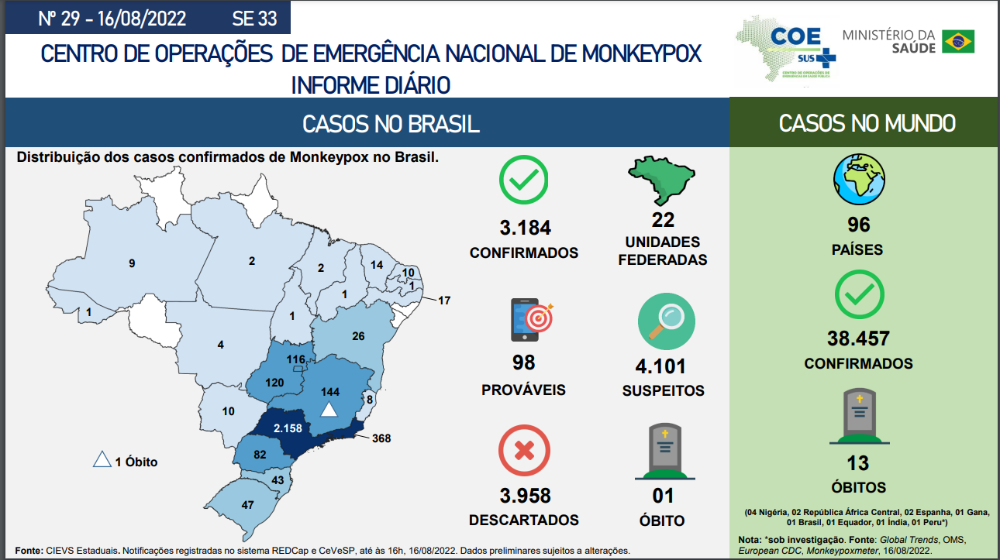 Nº 29 - 16/08/2022 SE 33
CENTRO DE OPERAÇÕES DE EMERGÊNCIA NACIONAL DE MONKEYPOX
INFORME DIÁRIO
COE
SUS
CENTRO DE OPERAÇÕES DE
EMERGÊNCIAS EM SAÚDE PÚBLICA
MINISTÉRIO DA
SAÚDE
CASOS NO BRASIL
Distribuição dos casos confirmados de Monkeypox no Brasil.
9
2
2
14
10
1
17
1
1
1
4
26
116
120
144
8
10
2.158
368
82
43
47
1 Óbito
3.184
CONFIRMADOS
22
UNIDADES
FEDERADAS
98
PROVÁVEIS
4.101
SUSPEITOS
3.958
DESCARTADOS
01
ÓBITO
Fonte: CIEVS Estaduais. Notificações registradas no sistema REDCap e CeVeSP, até às 16h, 16/08/2022. Dados preliminares sujeitos a alterações.
CASOS NO MUNDO
96
PAÍSES
38.457
CONFIRMADOS
13
ÓBITOS
(04 Nigéria, 02 República África Central, 02 Espanha, 01 Gana,
01 Brasil, 01 Equador, 01 Índia, 01 Peru*)
Nota: *sob investigação. Fonte: Global Trends, OMS,
European CDC, Monkeypoxmeter, 16/08/2022.